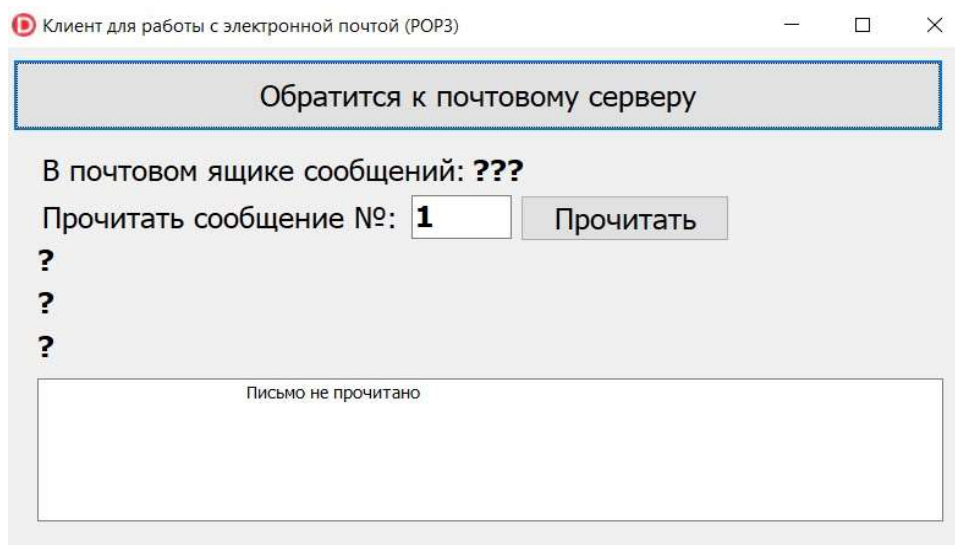 Клиент для работы с электронной почтой (POP3)
Обратится к почтовому серверу
В почтовом ящике сообщений: ???
Прочитать сообщение №: 1 Прочитать
?
?
?
Письмо не прочитано